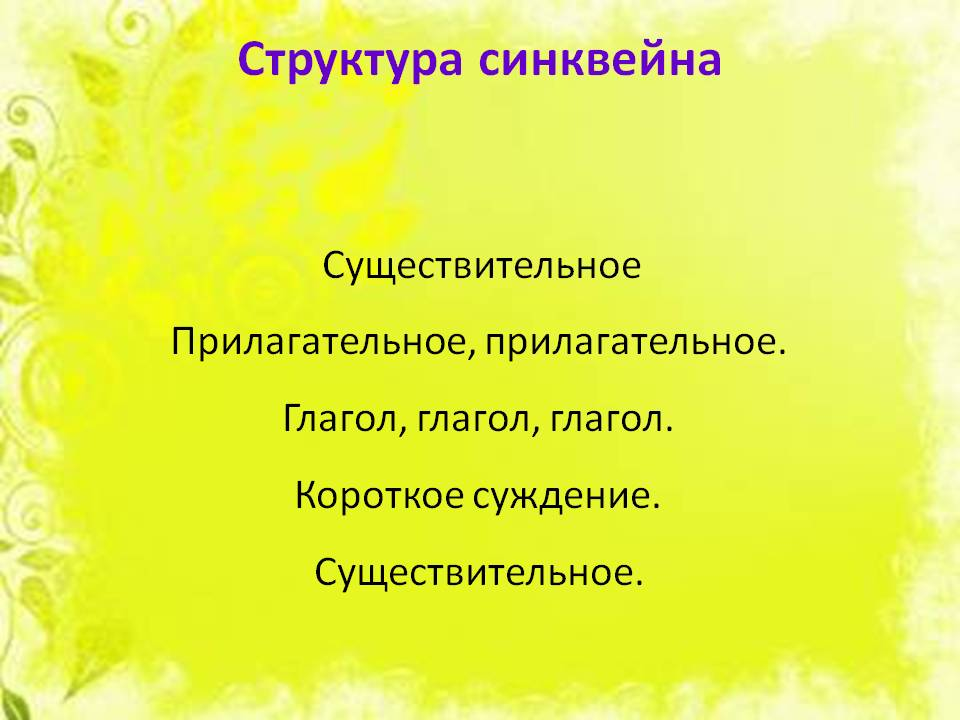 Структура синквейна
Существительное
Прилагательное, прилагательное.
Глагол, глагол, глагол.
Короткое суждение.
Существительное.